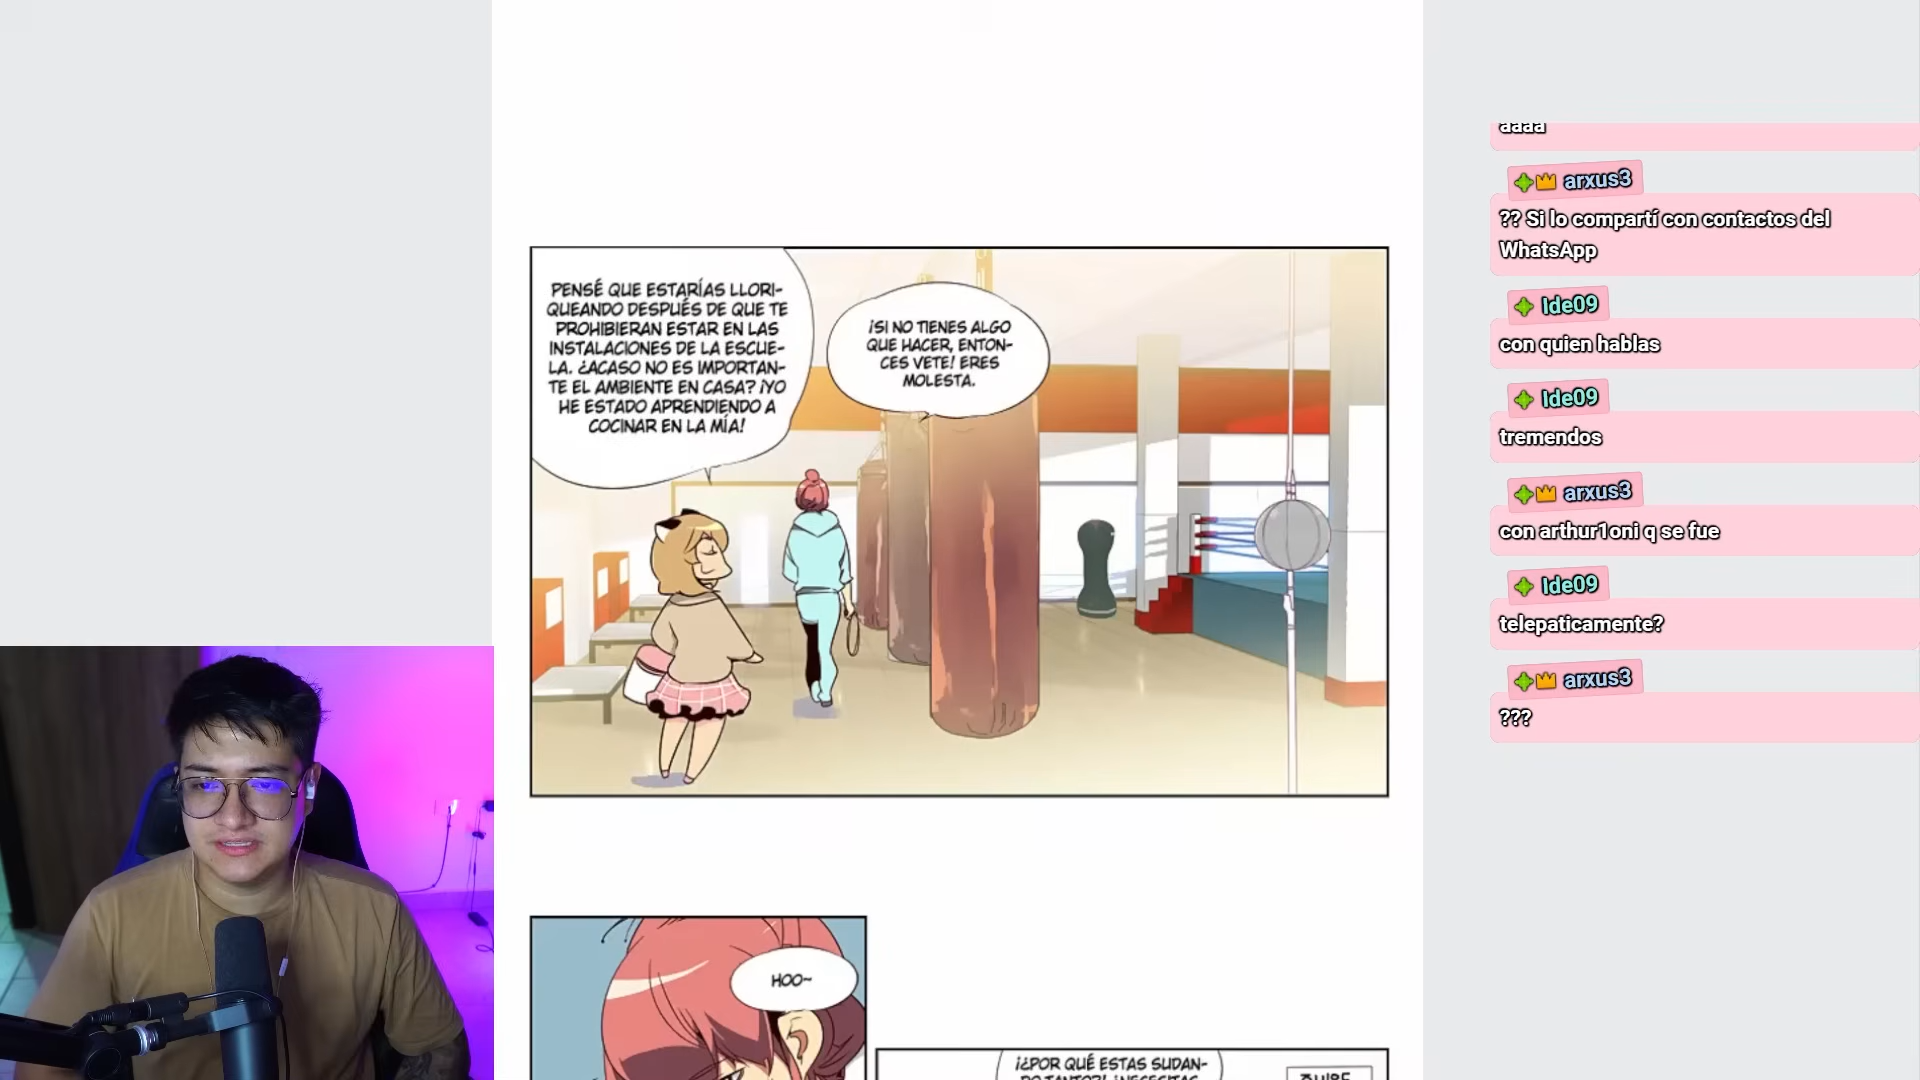 PENSÉ QUE ESTARÍAS LLORI-
QUEANDO DESPUÉS DE QUE TE
PROHIBIERAN ESTAR EN LAS
INSTALACIONES DE LA ESCUE-
LA. ¿ACASO NO ES IMPORTAN-
TE EL AMBIENTE EN CASA? ¡YO
HE ESTADO APRENDIENDO A
COCINAR EN LA MÍA!
¡SI NO TIENES ALGO
QUE HACER, ENTON-
CES VETE! ERES
MOLESTA.
HOO~
¡¿POR QUÉ ESTAS SUDAN-
DO TANTO?! ¿NECESITAS
aaaa
arxus3
?? Si lo compartí con contactos del
WhatsApp
Ide09
con quien hablas
Ide09
tremendos
arxus3
con arthur1oni q se fue
Ide09
telepaticamente?
arxus3
???